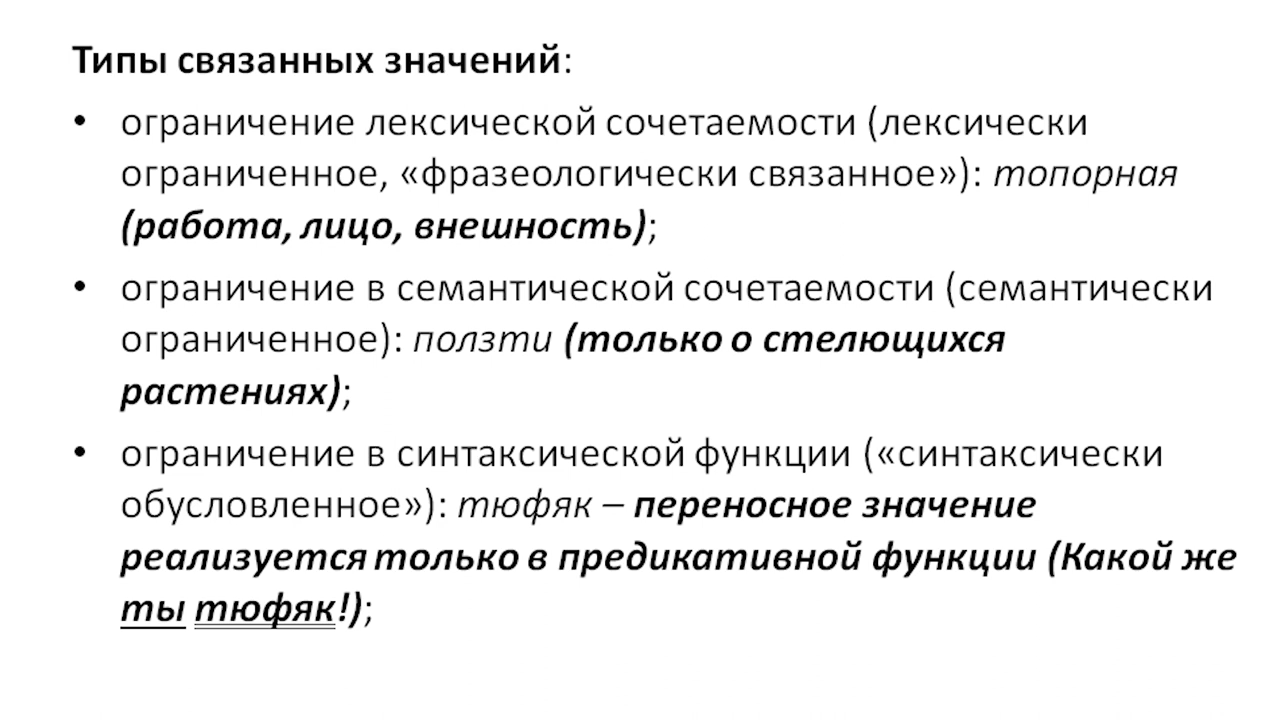 Типы связанных значений:
• ограничение лексической сочетаемости (лексически
ограниченное, «фразеологически связанное»): топорная
(работа, лицо, внешность);
• ограничение в семантической сочетаемости (семантически
ограниченное): ползти (только о стелющихся
растениях);
• ограничение в синтаксической функции («синтаксически
обусловленное»): тюфяк – переносное значение
реализуется только в предикативной функции (Какой же
ты тюфяк!);